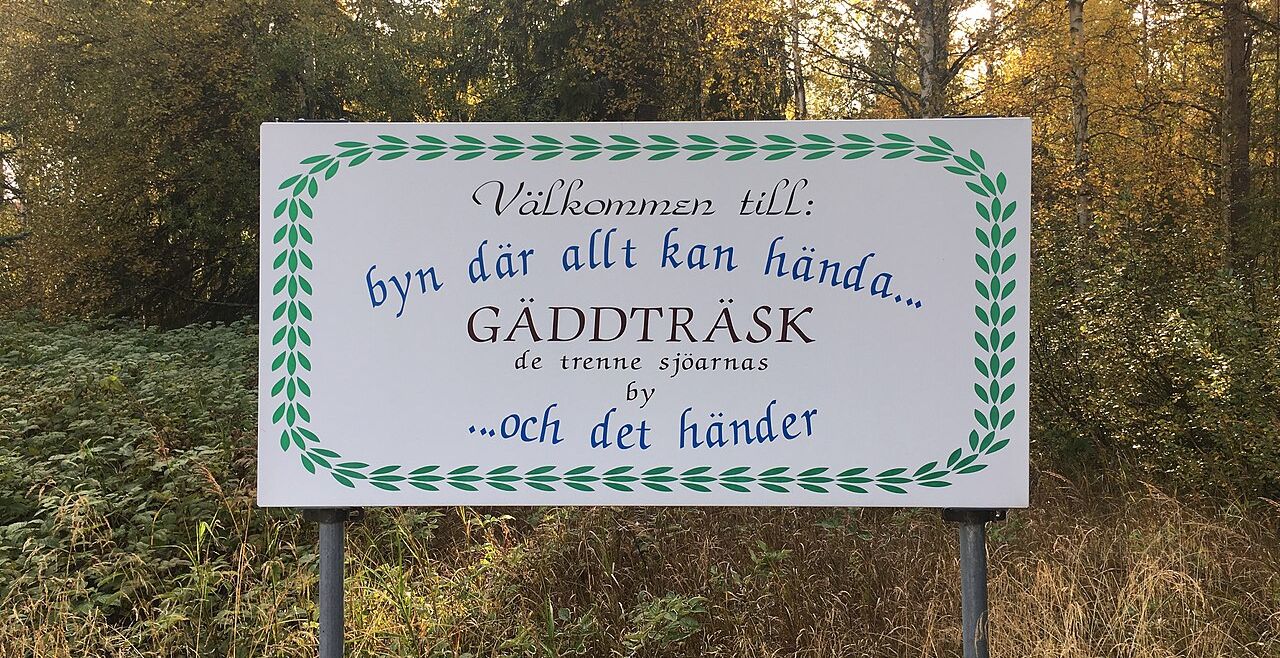 Välkommen till:
byn där allt kan hända...
GÄDDTRÄSK
de trenne sjöarnas
by
...och det händer